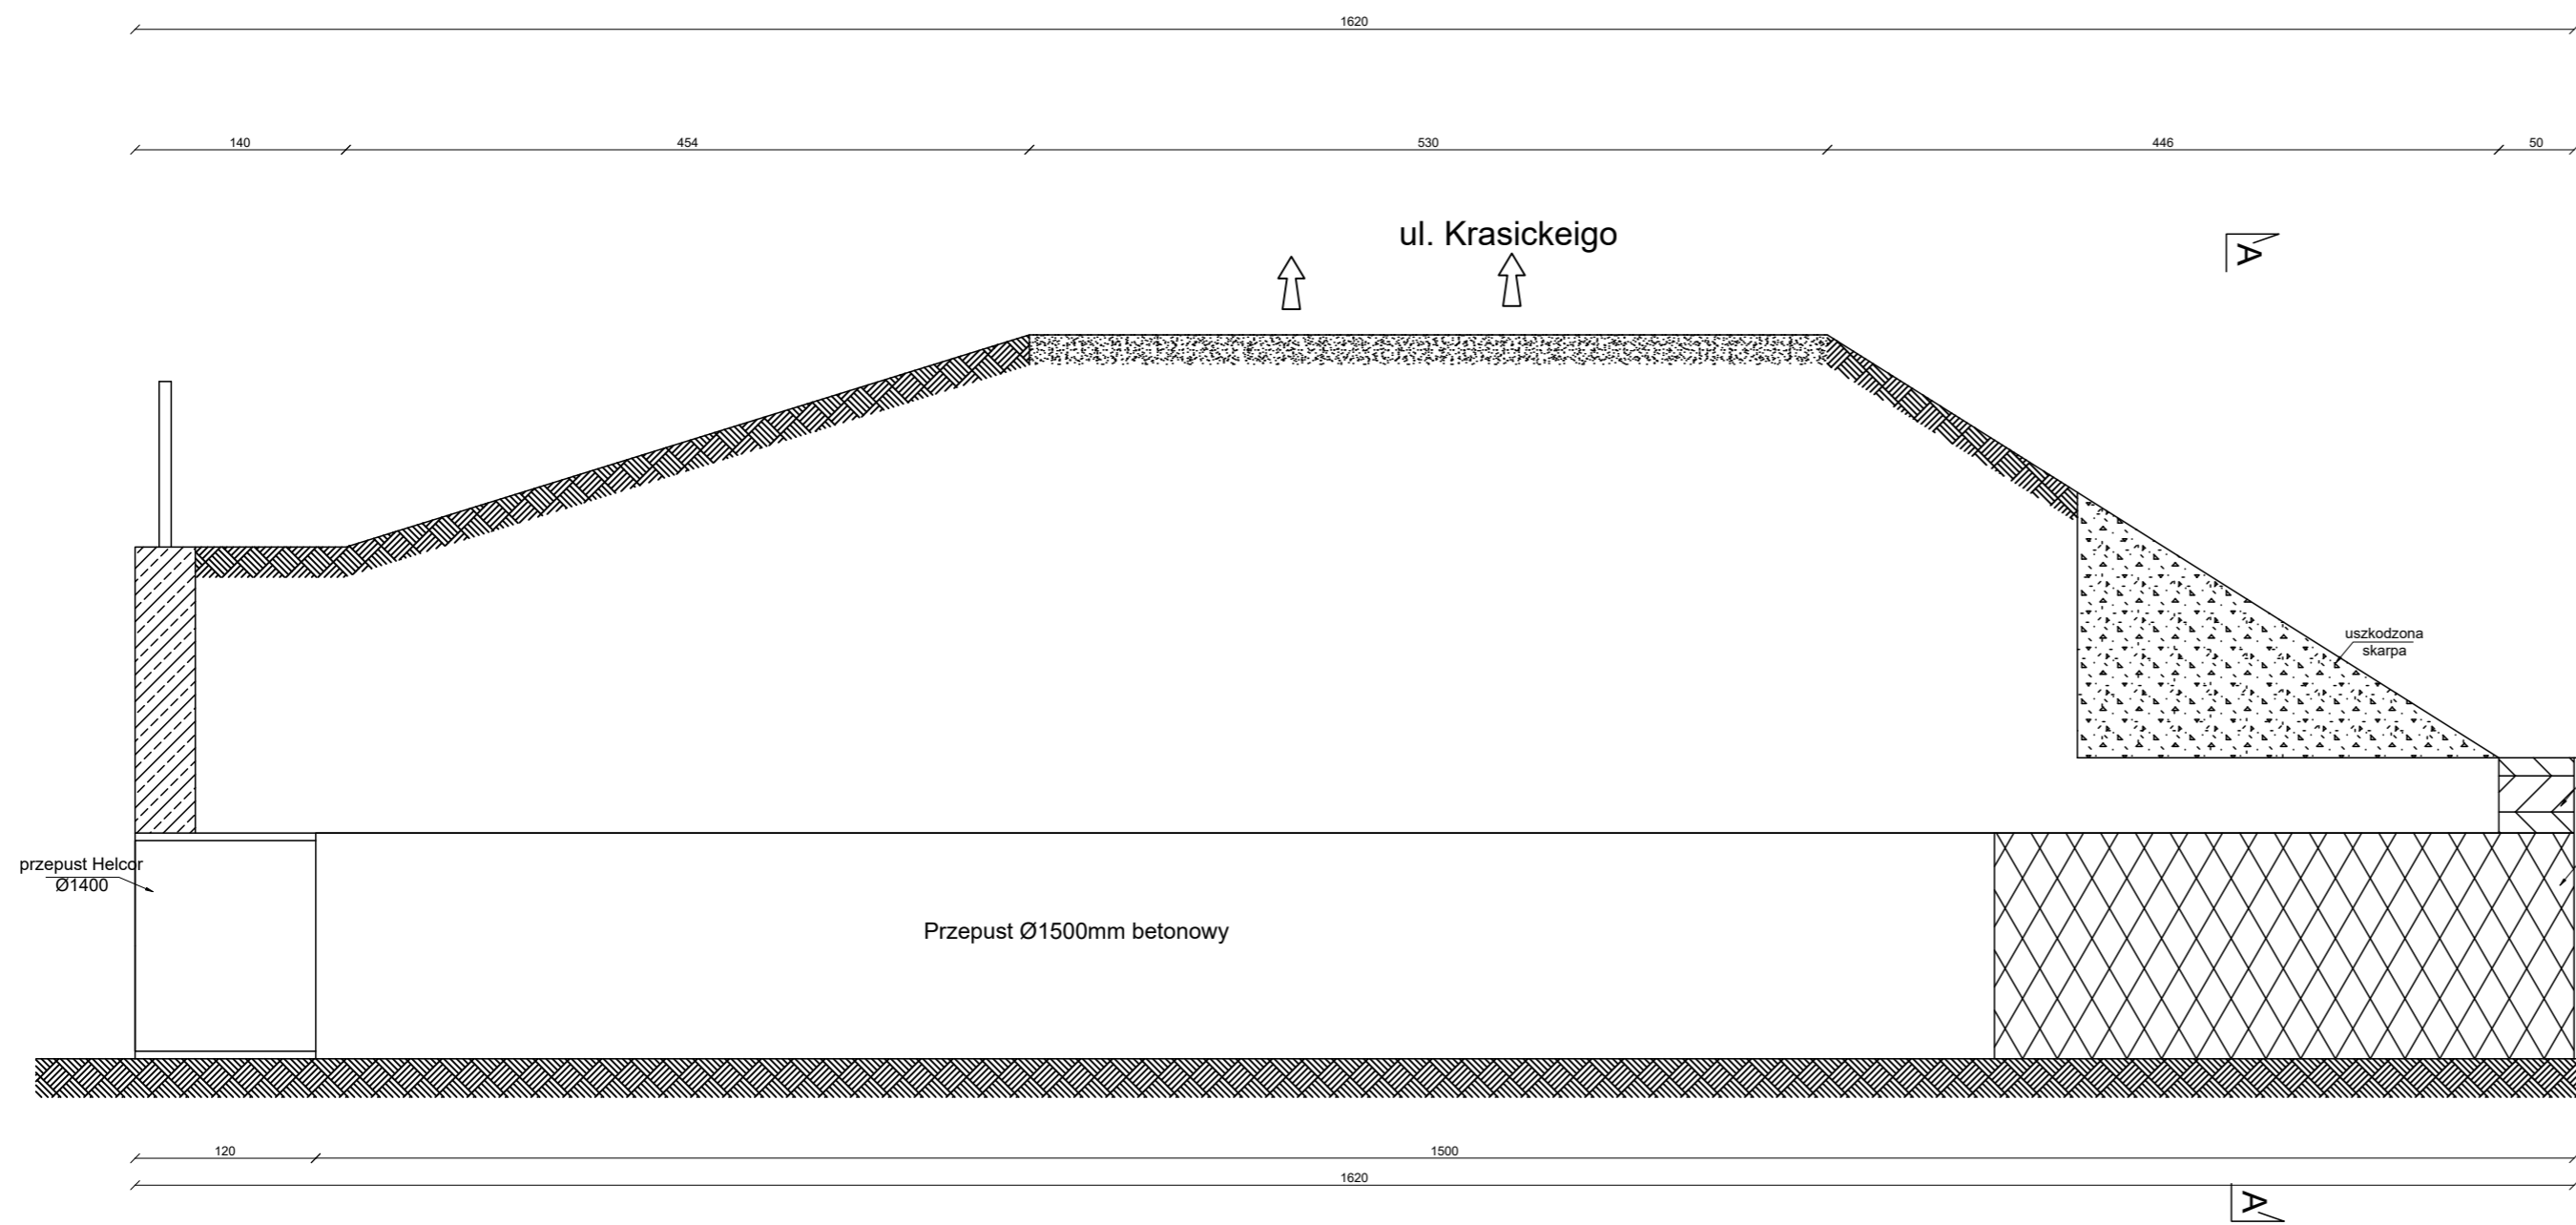 1620
140
454
530
446
50
ul. Krasickeigo
A
uszkodzona
skarpa
przepust Helcor
Ø1400
Przepust Ø1500mm betonowy
120
1500
1620
A